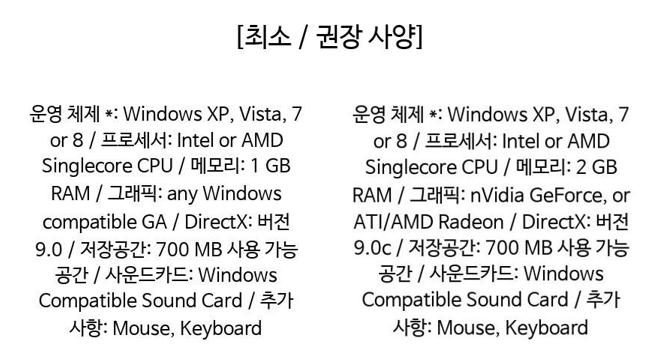 [최소 / 권장 사양]
운영 체제 *: Windows XP, Vista, 7
or 8 / 프로세서: Intel or AMD
Singlecore CPU / 메모리: 1 GB
RAM / 그래픽: any Windows
compatible GA / DirectX: 버전
9.0 / 저장공간: 700 MB 사용 가능
공간 / 사운드카드: Windows
Compatible Sound Card / 추가
사항: Mouse, Keyboard
운영 체제 *: Windows XP, Vista, 7
or 8 / 프로세서: Intel or AMD
Singlecore CPU / 메모리: 2 GB
RAM / 그래픽: nVidia GeForce, or
ATI/AMD Radeon / DirectX: 버전
9.0c / 저장공간: 700 MB 사용 가능
공간 / 사운드카드: Windows
Compatible Sound Card / 추가
사항: Mouse, Keyboard